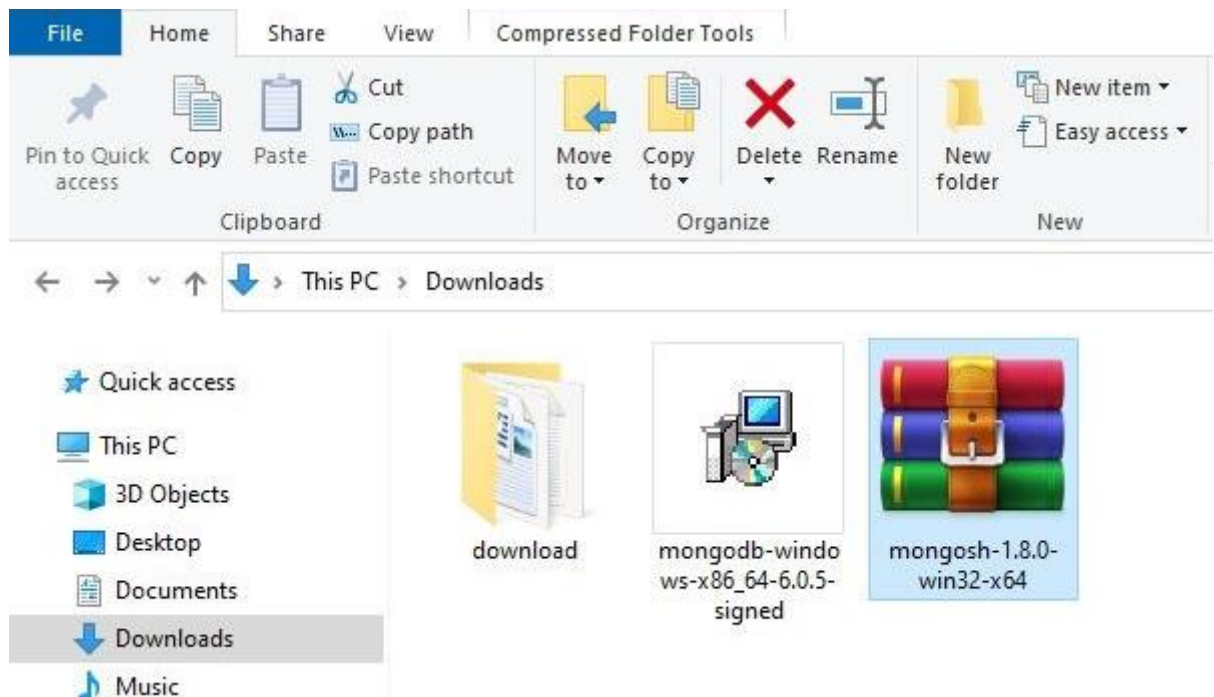 File Home Share View Compressed Folder Tools
Pin to Quick access
Copy
Paste
Cut
Copy path
Paste shortcut
Move to
Copy to
Delete
Rename
New folder
New item
Easy access
Clipboard Organize New
This PC > Downloads
Quick access
This PC
3D Objects
Desktop
Documents
Downloads
Music
download
mongodb-windo
ws-x86_64-6.0.5-
signed
mongosh-1.8.0-
win32-x64